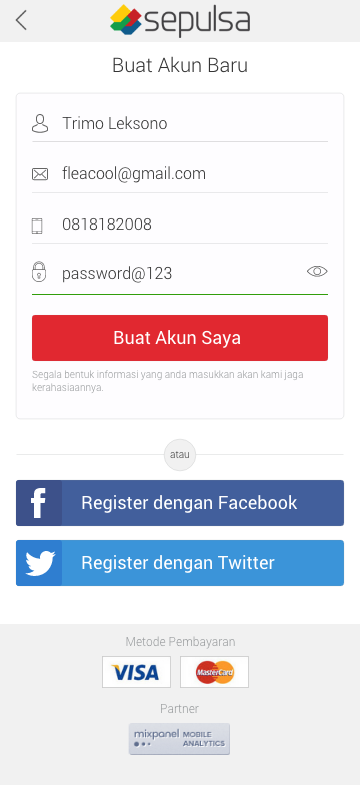 sepulsa
Buat Akun Baru
Trimo Leksono
fleacool@gmail.com
0818182008
password@123
Buat Akun Saya
Segala bentuk informasi yang anda masukkan akan kami jaga
kerahasiaannya.
atau
f Register dengan Facebook
Register dengan Twitter
Metode Pembayaran
VISA MasterCard
Partner
mixpanel MOBILE
ANALYTICS